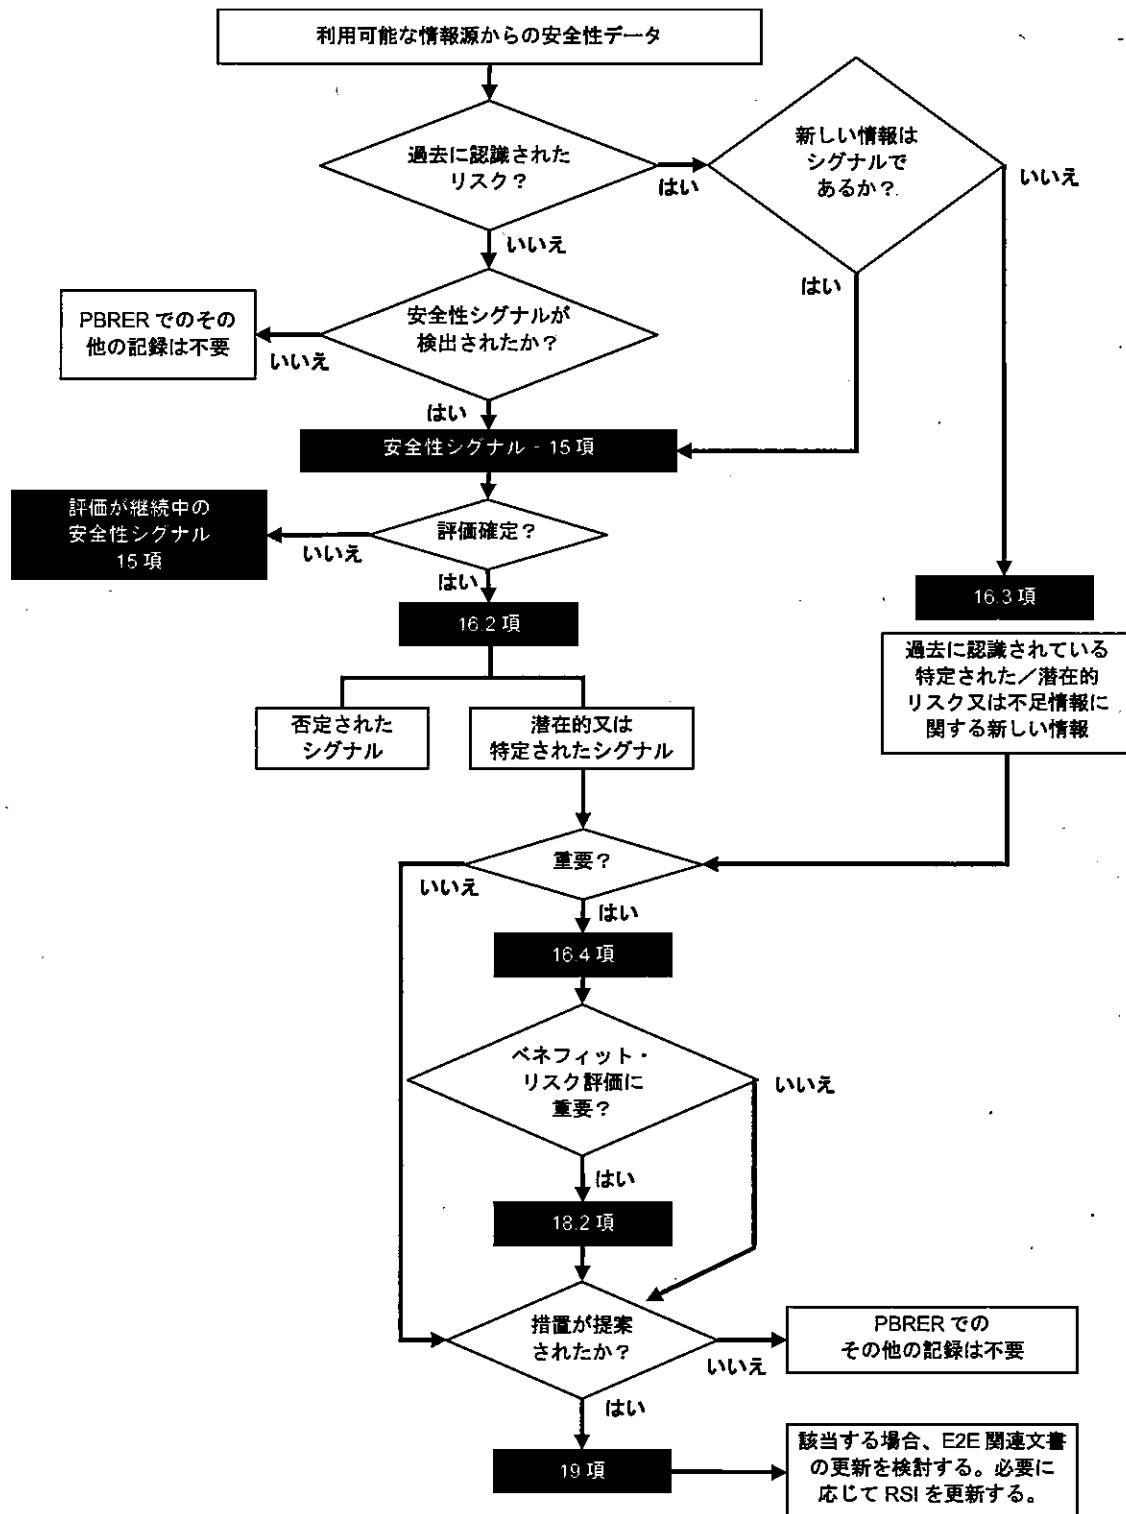 利用可能な情報源からの安全性データ
過去に認識された
リスク？
はい
新しい情報は
シグナルで
あるか？
いいえ
はい
いいえ
安全性シグナルが
検出されたか？
いいえ
PBRER でのその
他の記録は不要
はい
安全性シグナル - 15 項
評価確定？
いいえ
評価が継続中の
安全性シグナル
15 項
はい
16.2 項
16.3 項
過去に認識されている
特定された／潜在的
リスク又は不足情報に
関する新しい情報
否定された
シグナル
潜在的又は
特定されたシグナル
重要？
いいえ
はい
16.4 項
ベネフィット・
リスク評価に
重要？
いいえ
はい
18.2 項
措置が提案
されたか？
いいえ
PBRER での
その他の記録は不要
はい
19 項
該当する場合、E2E 関連文書
の更新を検討する。必要に
応じて RSI を更新する。